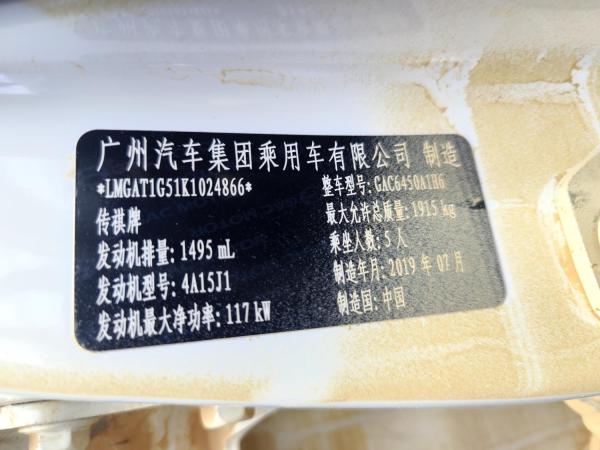 广州汽车集团乘用车有限公司 制造
*LMGAT1G51K1024866*
整车型号: GAC6450A1H6
传祺牌
最大允许总质量: 1915 kg
发动机排量: 1495 mL
乘坐人数: 5 人
发动机型号: 4A15J1
制造年月: 2019 年 07 月
发动机最大净功率: 117 kW
制造国: 中国